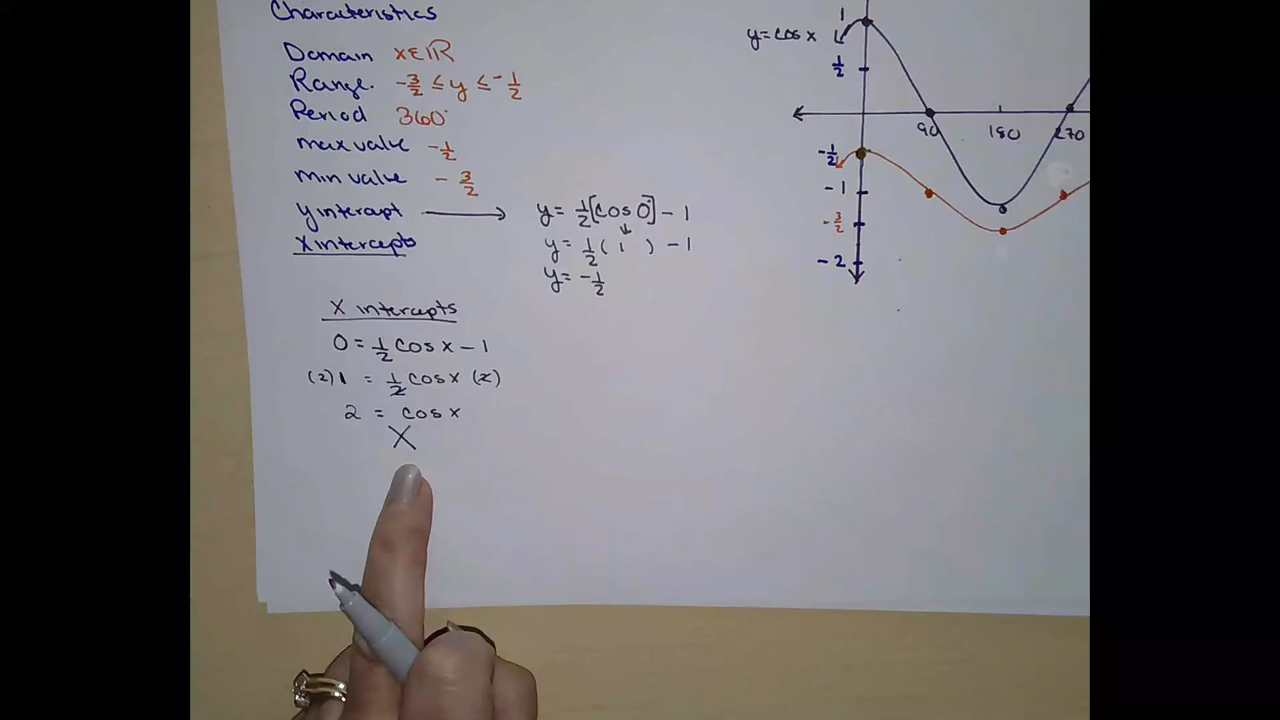 Characteristics
Domain x∈ℝ
Range. -3/2 ≤ y ≤ -1/2
Period 360°
max value -1/2
min value - 3/2
y intercept → y = 1/2[cos 0°] - 1
y = 1/2( 1 ) - 1
y = -1/2
X intercepts
X intercepts
0 = 1/2 cos x - 1
(2) 1 = 1/2 cos x (2)
2 = cos x
X
y = cos x
1
1/2
90 180 270
-1/2
-1
-3/2
-2